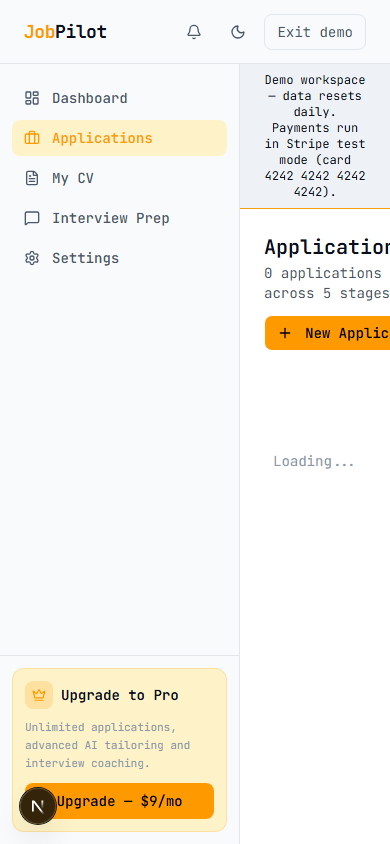 JobPilot
Exit demo
Dashboard
Applications
My CV
Interview Prep
Settings
Upgrade to Pro
Unlimited applications,
advanced AI tailoring and
interview coaching.
Upgrade — $9/mo
N
Demo workspace
— data resets
daily.
Payments run
in Stripe test
mode (card
4242 4242 4242
4242).
0 applications
across 5 stages
New
Loading...